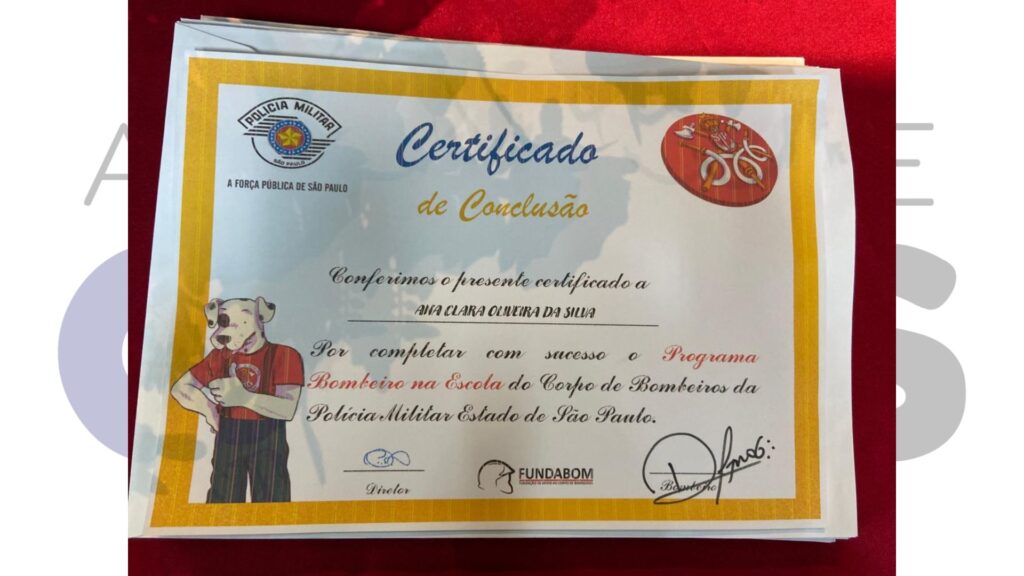 POLÍCIA MILITAR
SÃO PAULO
A FORÇA PÚBLICA DE SÃO PAULO
Certificado
de Conclusão
Conferimos o presente certificado a
ANA CLARA OLIVEIRA DA SILVA
Por completar com sucesso o Programa
Bombeiro na Escola do Corpo de Bombeiros da
Polícia Militar Estado de São Paulo.
Diretor
FUNDABOM
Bombeiro